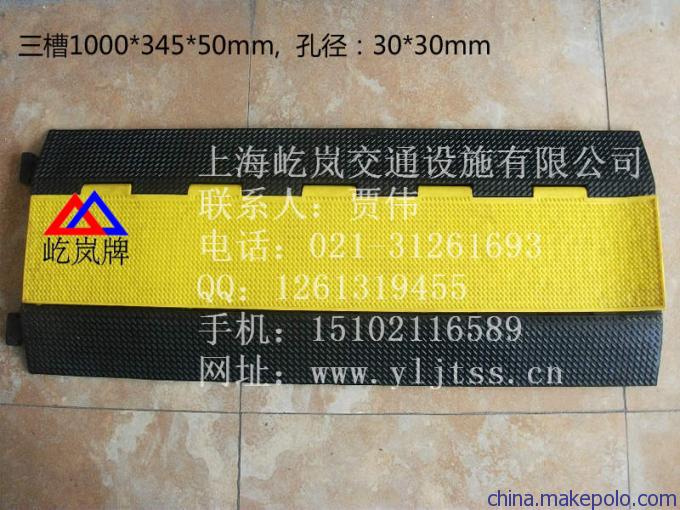 三槽1000*345*50mm, 孔径：30*30mm
上海屹岚交通设施有限公司
联系人：贾伟
屹岚牌
电话：021-31261693
QQ：1261319455
手机：15102116589
网址：www.yljtss.cn
china.makepolo.com